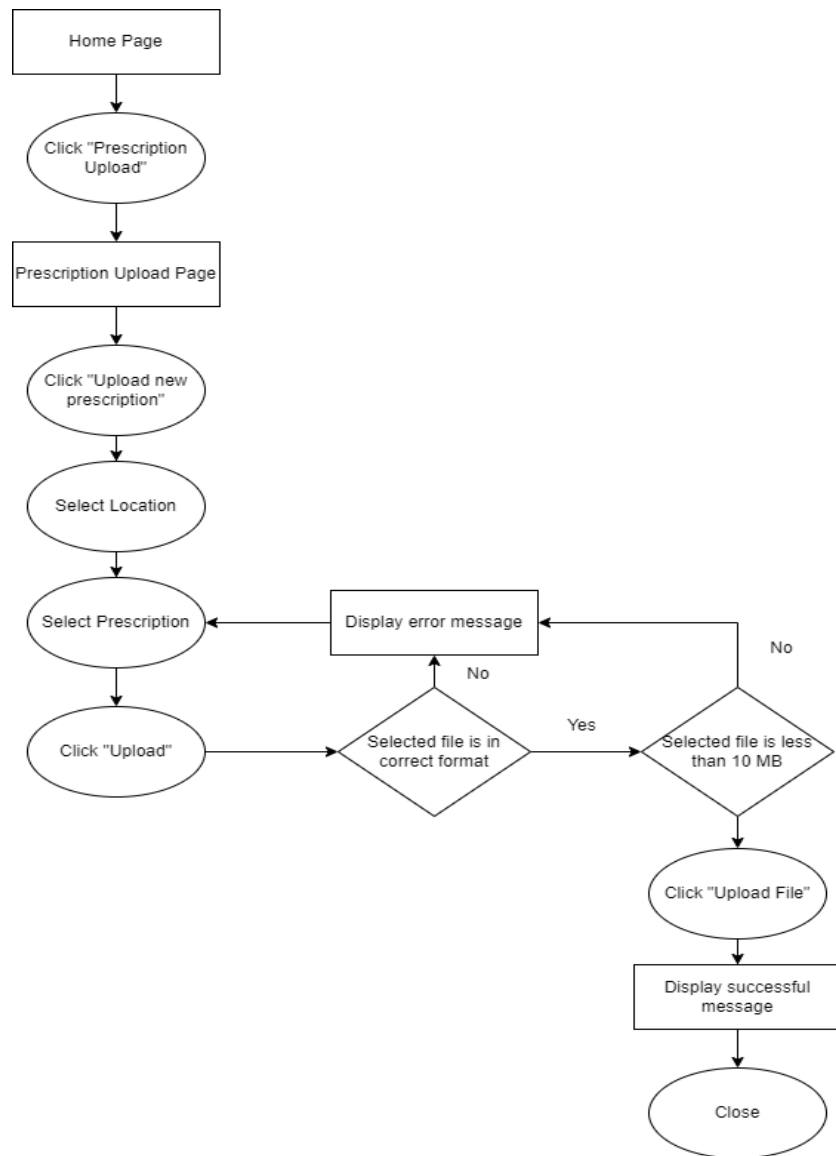 Home Page
Click "Prescription
Upload"
Prescription Upload Page
Click "Upload new
prescription"
Select Location
Select Prescription
Display error message
No
No
Click "Upload"
Selected file is in
correct format
Yes
Selected file is less
than 10 MB
Click "Upload File"
Display successful
message
Close